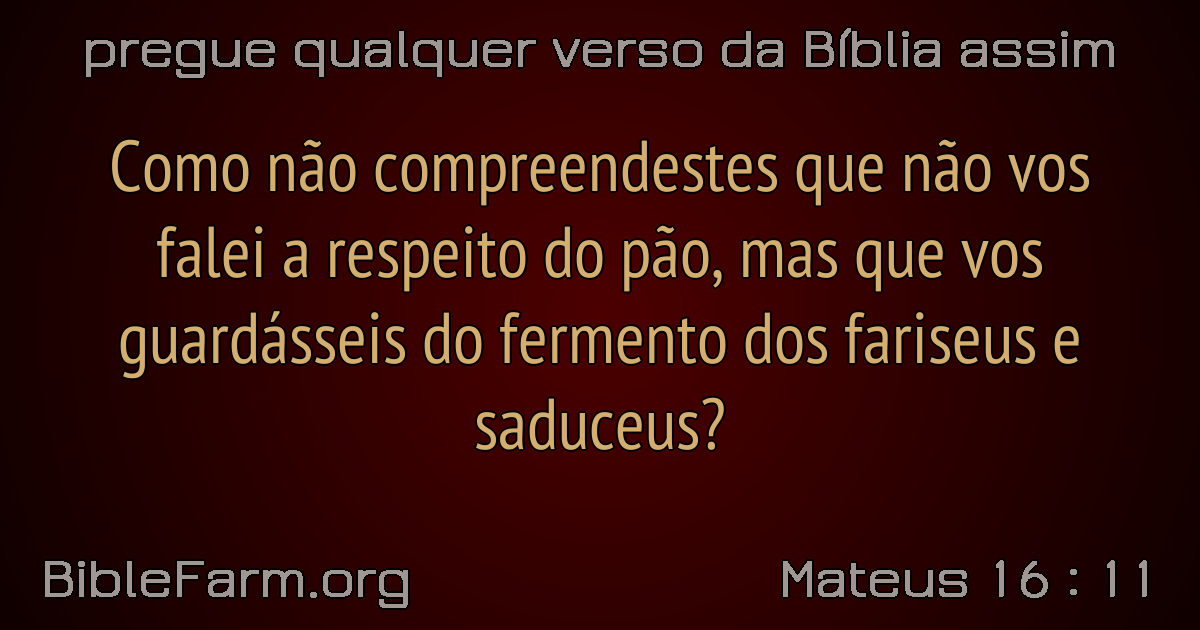 pregue qualquer verso da Bíblia assim
Como não compreendestes que não vos
falei a respeito do pão, mas que vos
guardásseis do fermento dos fariseus e
saduceus?
BibleFarm.org
Mateus 16 : 11